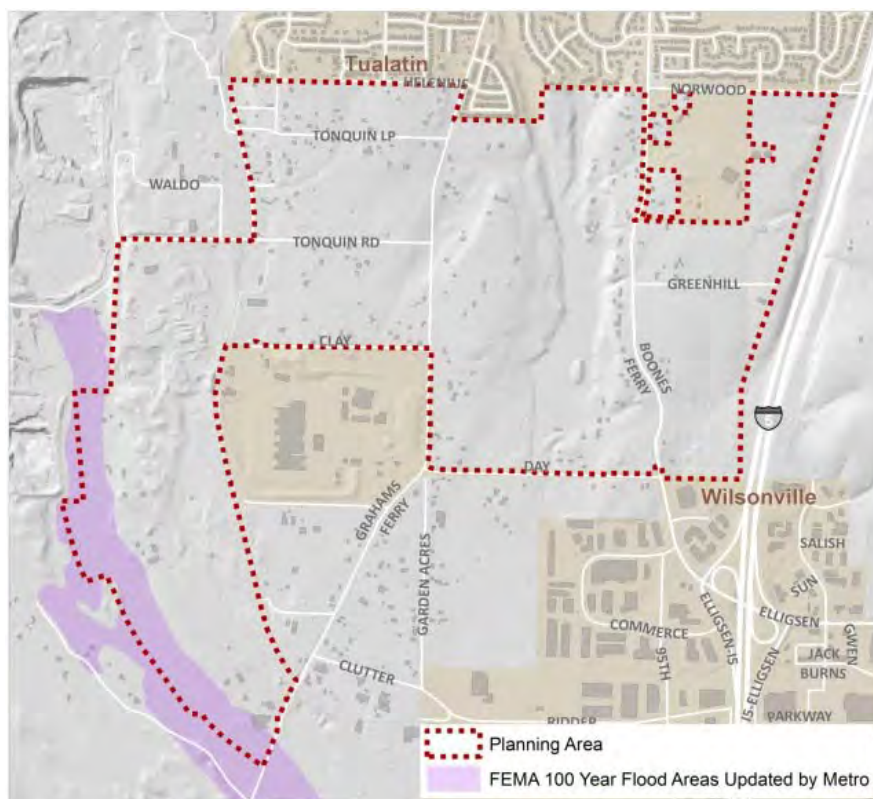 Tualatin
HELENIUS
NORWOOD
TONQUIN LP
WALDO
TONQUIN RD
GREENHILL
CLAY
BOONES
FERRY
5
DAY
Wilsonville
GRAHAMS
FERRY
GARDEN ACRES
SALISH
SUN
ELLIGSEN-I5
ELLIGSEN
COMMERCE
95TH
GWEN
JACK
BURNS
CLUTTER
I5-ELLIGSEN
PARKWAY
RIDDER
Planning Area
FEMA 100 Year Flood Areas Updated by Metro